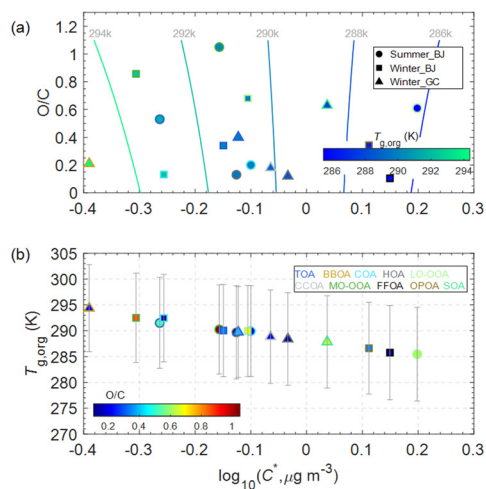 (a)
294k 292k 290k 288k 286k
1.2
1
0.8
0.6
0.4
0.2
0
O/C
Summer_BJ
Winter_BJ
Winter_GC
Tg,org (K)
286 288 290 292 294
-0.4 -0.3 -0.2 -0.1 0 0.1 0.2 0.3
(b)
305
300
295
290
285
280
275
270
Tg,org (K)
TOA BBOA COA HOA LO-OOA
CCOA MO-OOA FFOA OPOA SOA
O/C
0.2 0.4 0.6 0.8 1
-0.4 -0.3 -0.2 -0.1 0 0.1 0.2 0.3
log10(C*, μg m-3)